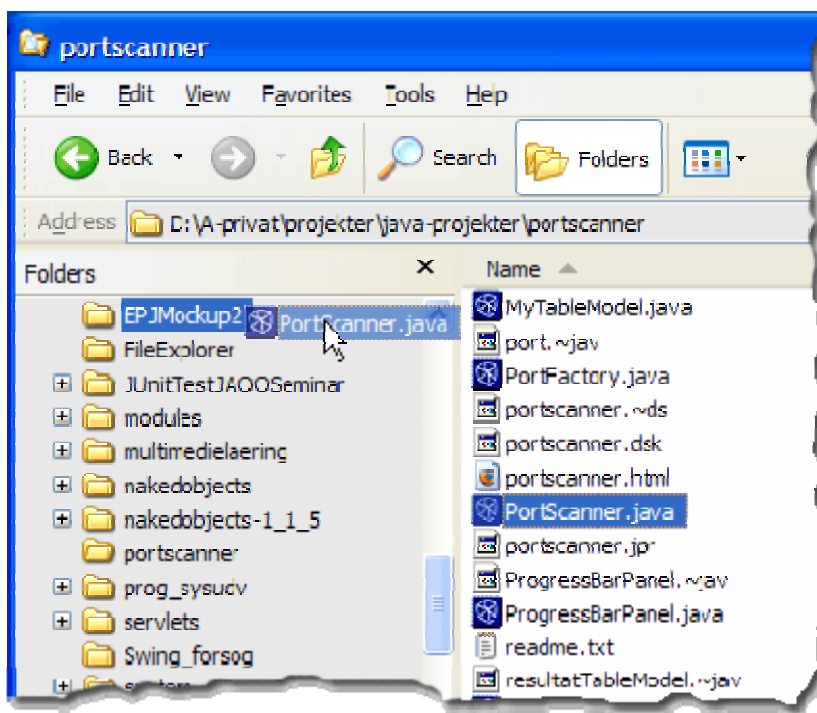 portscanner
File Edit View Favorites Tools Help
Back Search Folders
Address D:\A-privat\projekter\java-projekter\portscanner
Folders
EPJMockup2 PortScanner.java
FileExplorer
JUnitTestJAOOSeminar
modules
multimedielaering
nakedobjects
nakedobjects-1_1_5
portscanner
prog_sysudv
servlets
Swing_forsog
Name
MyTableModel.java
port.~jav
PortFactory.java
portscanner.~ds
portscanner.dsk
portscanner.html
PortScanner.java
portscanner.jpr
ProgressBarPanel.~jav
ProgressBarPanel.java
readme.txt
resultatTableModel.~jav